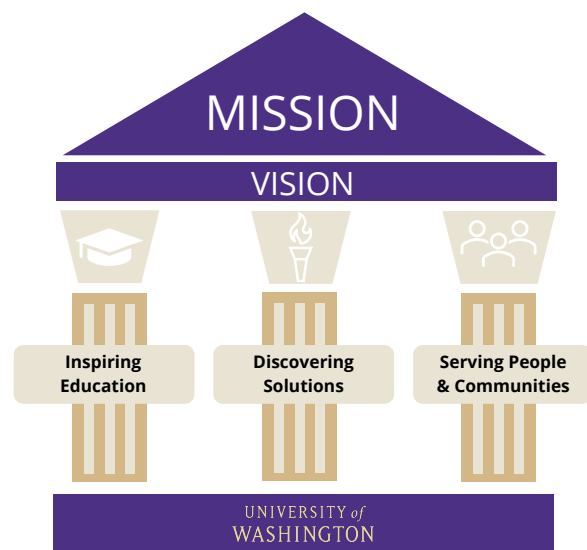 MISSION
VISION
Inspiring
Education
Discovering
Solutions
Serving People
& Communities
UNIVERSITY of
WASHINGTON